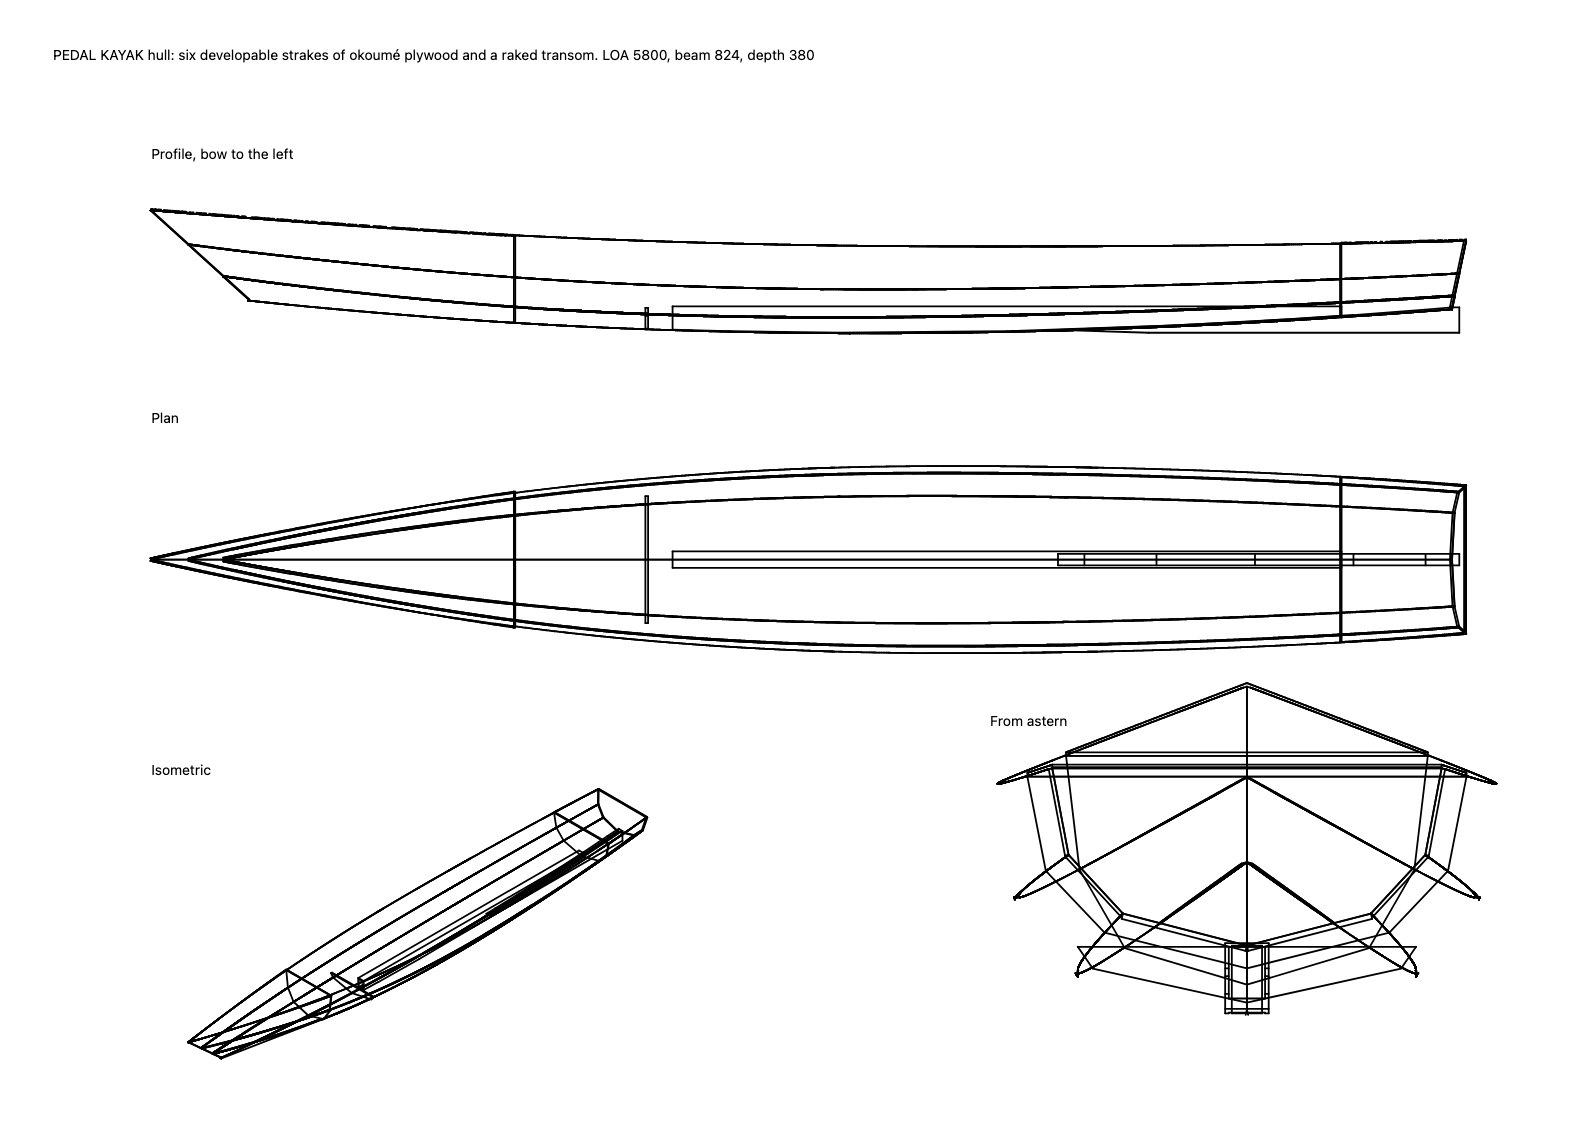 PEDAL KAYAK hull: six developable strakes of okoumé plywood and a raked transom. LOA 5800, beam 824, depth 380
Profile, bow to the left
Plan
From astern
Isometric